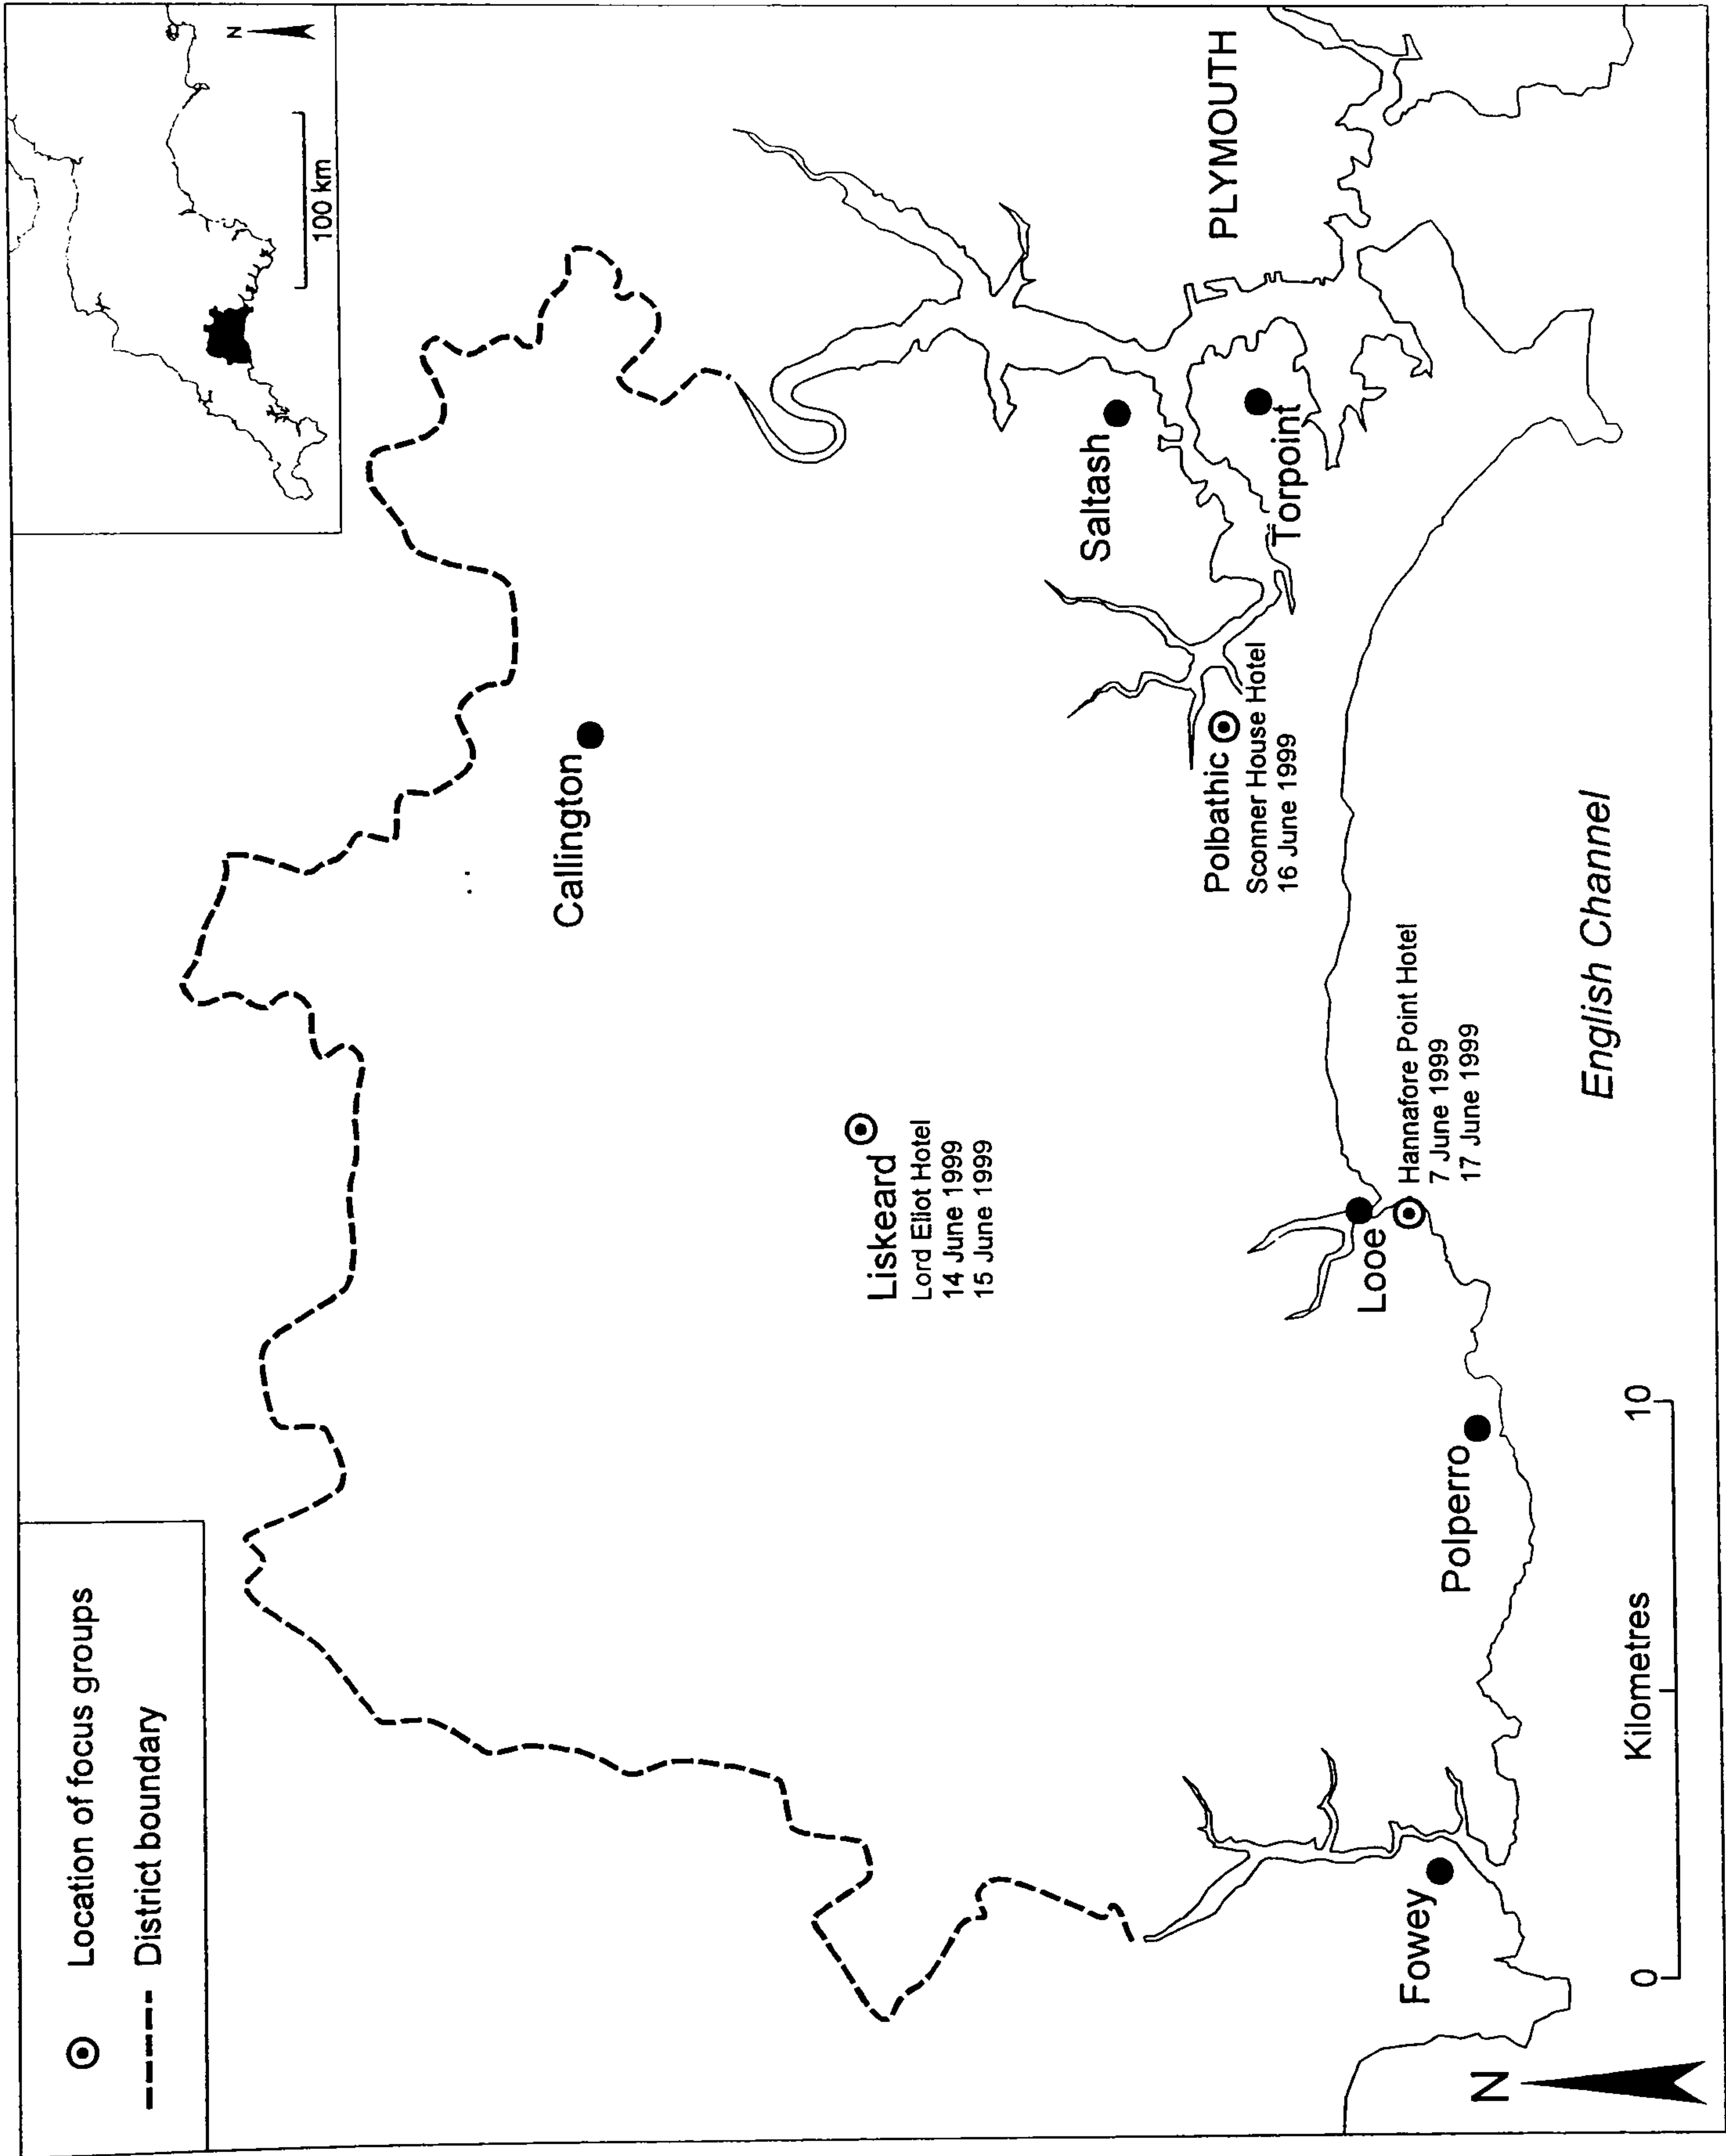 Location of focus groups
District boundary
N
100 km
Callington
Liskeard
Lord Eliot Hotel
14 June 1999
15 June 1999
Saltash
PLYMOUTH
Torpoint
Polbathic
Sconner House Hotel
16 June 1999
Looe
Hannafore Point Hotel
7 June 1999
17 June 1999
Polperro
Fowey
English Channel
N
Kilometres
0
10